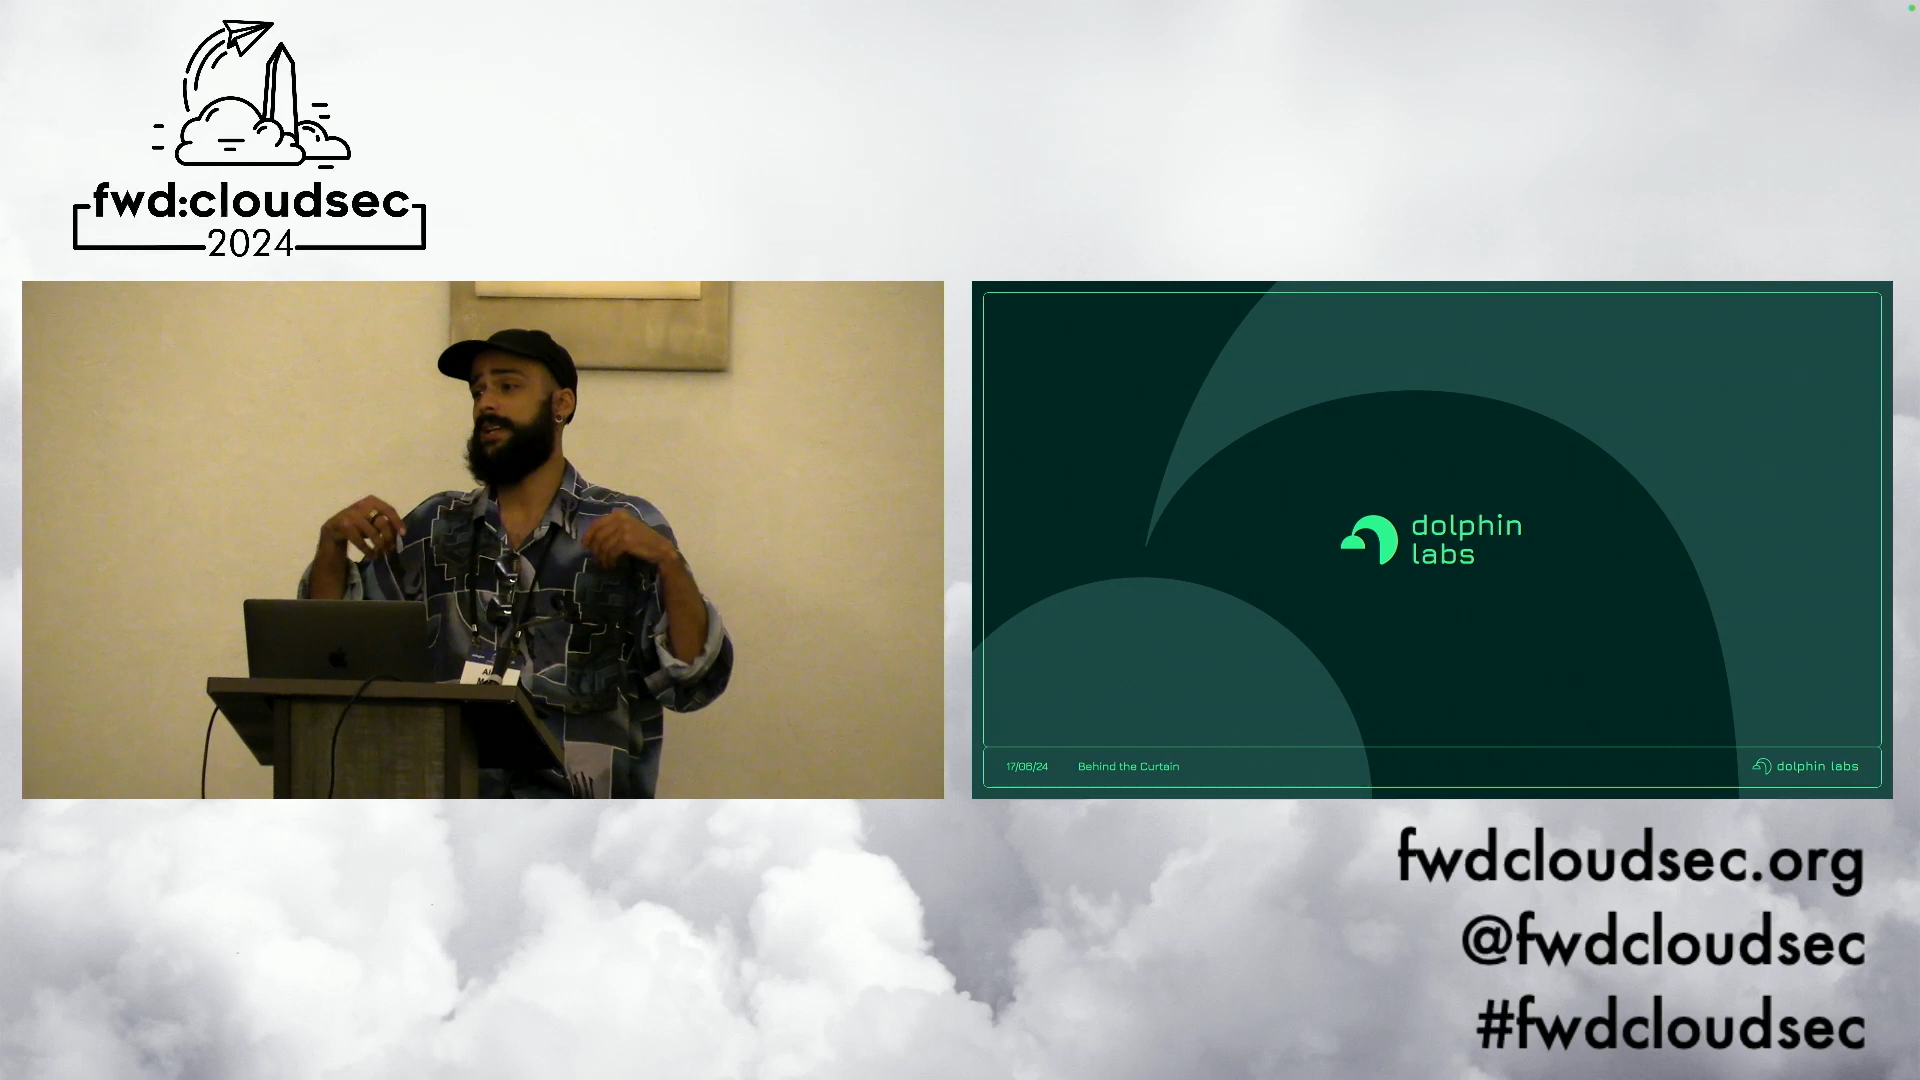 fwd:cloudsec
2024
dolphin
labs
17/06/24 Behind the Curtain dolphin labs
fwdcloudsec.org
@fwdcloudsec
#fwdcloudsec